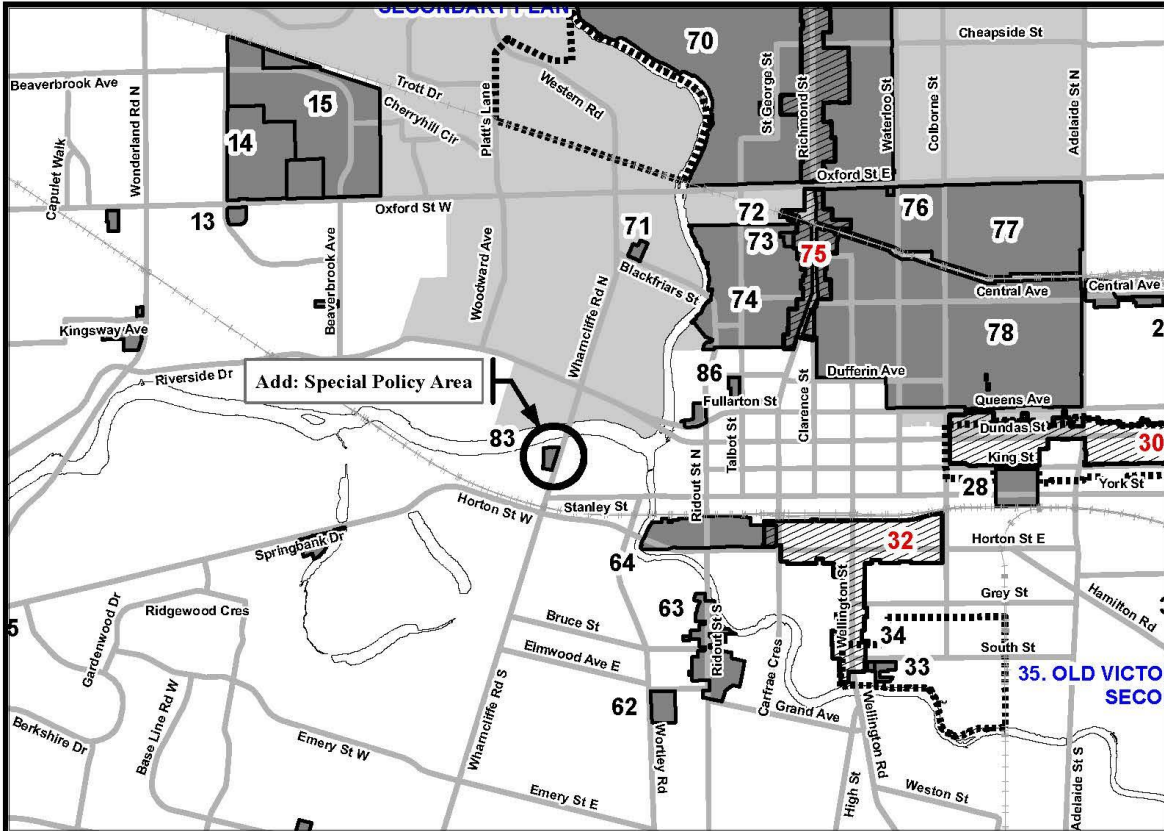 SECONDARY PLAN
70
Cheapside St
Beaverbrook Ave
Wonderland Rd N
15
Trott Dr
Cherryhill Cir
Platt's Lane
Western Rd
St George St
Richmond St
Waterloo St
Colborne St
Adelaide St N
14
Capulet Walk
Oxford St E
13
Oxford St W
72
76
71
73
75
77
Beaverbrook Ave
Woodward Ave
Wharncliffe Rd N
Blackfriars St
74
Central Ave
Central Ave
Kingsway Ave
78
2
Riverside Dr
Add: Special Policy Area
86
Dufferin Ave
Fullarton St
Clarence St
Queens Ave
83
Talbot St
Dundas St
30
Ridout St N
King St
28
York St
Horton St W
Stanley St
Springbank Dr
32
Horton St E
64
Ridgewood Cres
63
Grey St
Hamilton Rd
5
Gardenwood Dr
Bruce St
Ridout St S
Wellington St
34
South St
Elmwood Ave E
33
35. OLD VICTO
SECO
Base Line Rd W
Wharncliffe Rd S
62
Carfrae Cres
Grand Ave
Wellington Rd
Berkshire Dr
Emery St W
Wortley Rd
High St
Weston St
Adelaide St S
Emery St E